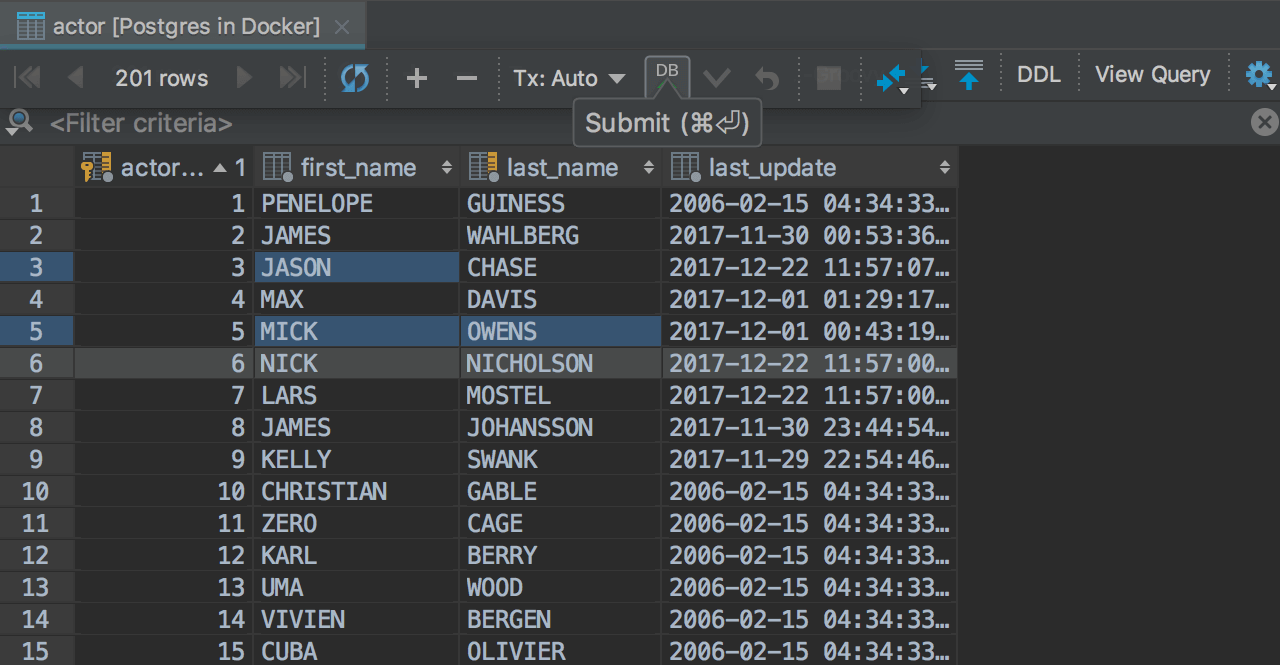 actor [Postgres in Docker]
201 rows Tx: Auto DB DDL View Query
Submit (⌘⏎)
<Filter criteria>
actor... 1 first_name last_name last_update
1 1 PENELOPE GUINESS 2006-02-15 04:34:33…
2 2 JAMES WAHLBERG 2017-11-30 00:53:36…
3 3 JASON CHASE 2017-12-22 11:57:07…
4 4 MAX DAVIS 2017-12-01 01:29:17…
5 5 MICK OWENS 2017-12-01 00:43:19…
6 6 NICK NICHOLSON 2017-12-22 11:57:00…
7 7 LARS MOSTEL 2017-12-22 11:57:00…
8 8 JAMES JOHANSSON 2017-11-30 23:44:54…
9 9 KELLY SWANK 2017-11-29 22:54:46…
10 10 CHRISTIAN GABLE 2006-02-15 04:34:33…
11 11 ZERO CAGE 2006-02-15 04:34:33…
12 12 KARL BERRY 2006-02-15 04:34:33…
13 13 UMA WOOD 2006-02-15 04:34:33…
14 14 VIVIEN BERGEN 2006-02-15 04:34:33…
15 15 CUBA OLIVIER 2006-02-15 04:34:33…